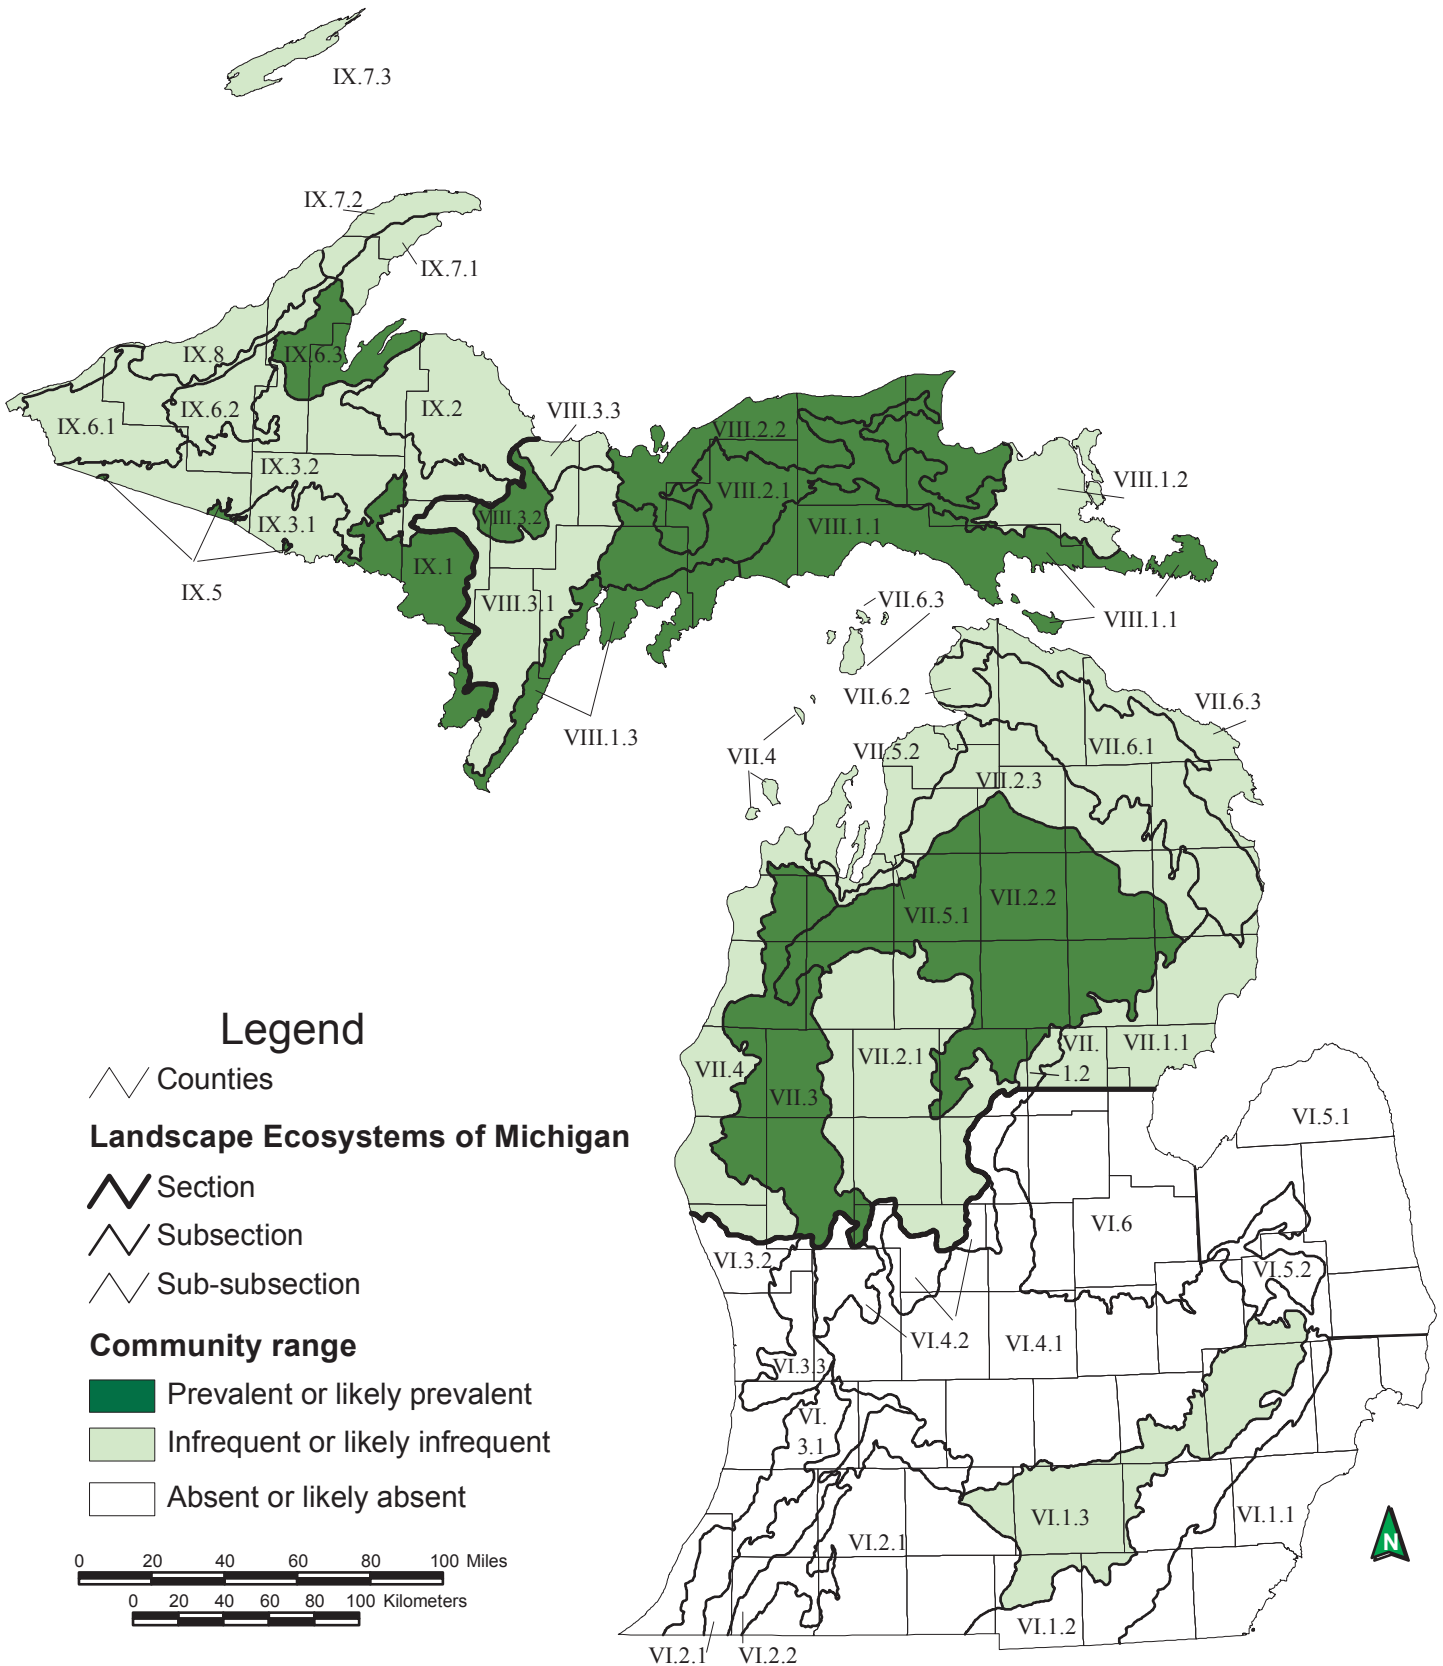 IX.7.3
IX.7.2
IX.7.1
IX.8
IX.6.3
IX.6.2
IX.6.1
IX.2
VIII.3.3
VIII.2.2
IX.3.2
VIII.2.1
VIII.1.2
IX.3.1
VIII.3.2
VIII.1.1
IX.1
IX.5
VIII.3.1
VII.6.3
VIII.1.1
VII.6.2
VII.6.3
VIII.1.3
VII.4
VII.5.2
VII.6.1
VII.2.3
VII.2.2
VII.5.1
VII.4
VII.3
VII.2.1
VII.
1.2
VII.1.1
VI.5.1
VI.6
VI.3.2
VI.5.2
VI.4.2
VI.4.1
VI.3.3
VI.
3.1
VI.1.3
VI.1.1
VI.2.1
VI.1.2
VI.2.1
VI.2.2
Legend
Counties
Landscape Ecosystems of Michigan
Section
Subsection
Sub-subsection
Community range
Prevalent or likely prevalent
Infrequent or likely infrequent
Absent or likely absent
0 20 40 60 80 100 Miles
0 20 40 60 80 100 Kilometers
N